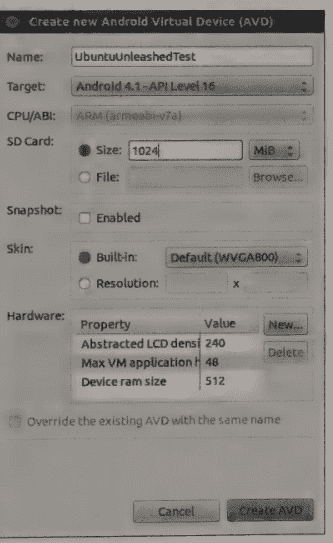 Create new Android Virtual Device (AVD)
Name: UbuntuUnleashedTest
Target: Android 4.1 - API Level 16
CPU/ABI: ARM (armeabi-v7a)
SD Card:
Size: 1024 MiB
File: Browse...
Snapshot: Enabled
Skin:
Built-in: Default (WVGA800)
Resolution: x
Hardware:
Property Value New...
Abstracted LCD densi 240 Delete
Max VM application h 48
Device ram size 512
Override the existing AVD with the same name
Cancel Create AVD